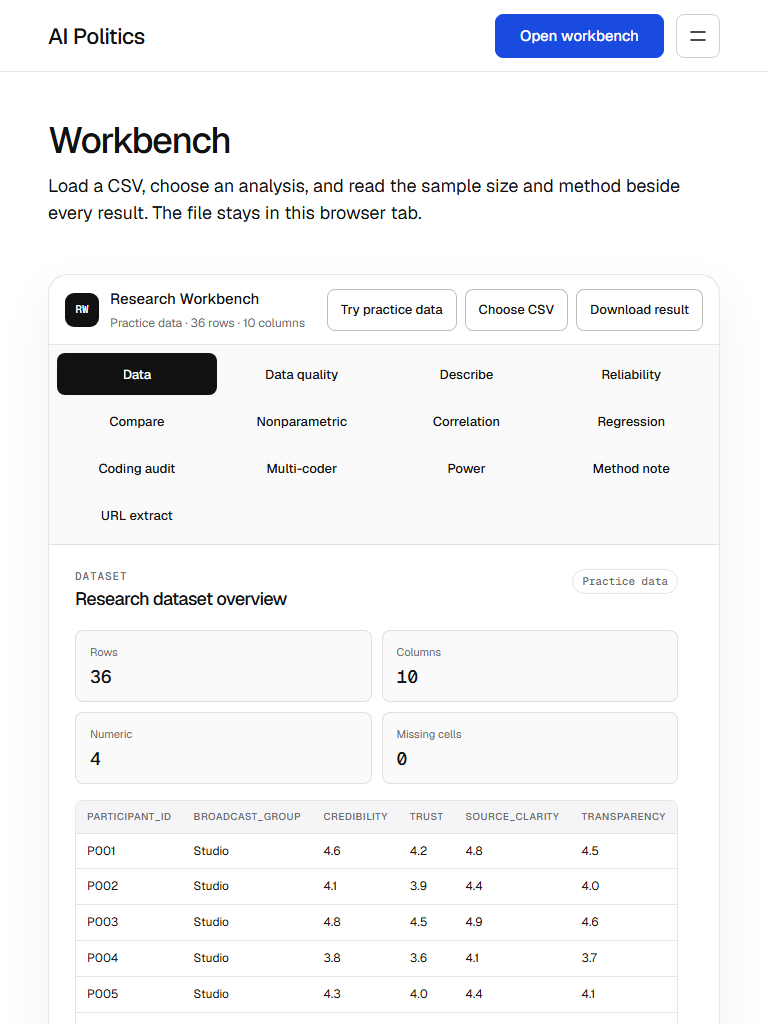 AI Politics
Open workbench
Workbench
Load a CSV, choose an analysis, and read the sample size and method beside
every result. The file stays in this browser tab.
RW
Research Workbench
Practice data · 36 rows · 10 columns
Try practice data
Choose CSV
Download result
Data
Data quality
Describe
Reliability
Compare
Nonparametric
Correlation
Regression
Coding audit
Multi-coder
Power
Method note
URL extract
DATASET
Research dataset overview
Practice data
Rows
36
Columns
10
Numeric
4
Missing cells
0
PARTICIPANT_ID BROADCAST_GROUP CREDIBILITY TRUST SOURCE_CLARITY TRANSPARENCY
P001 Studio 4.6 4.2 4.8 4.5
P002 Studio 4.1 3.9 4.4 4.0
P003 Studio 4.8 4.5 4.9 4.6
P004 Studio 3.8 3.6 4.1 3.7
P005 Studio 4.3 4.0 4.4 4.1